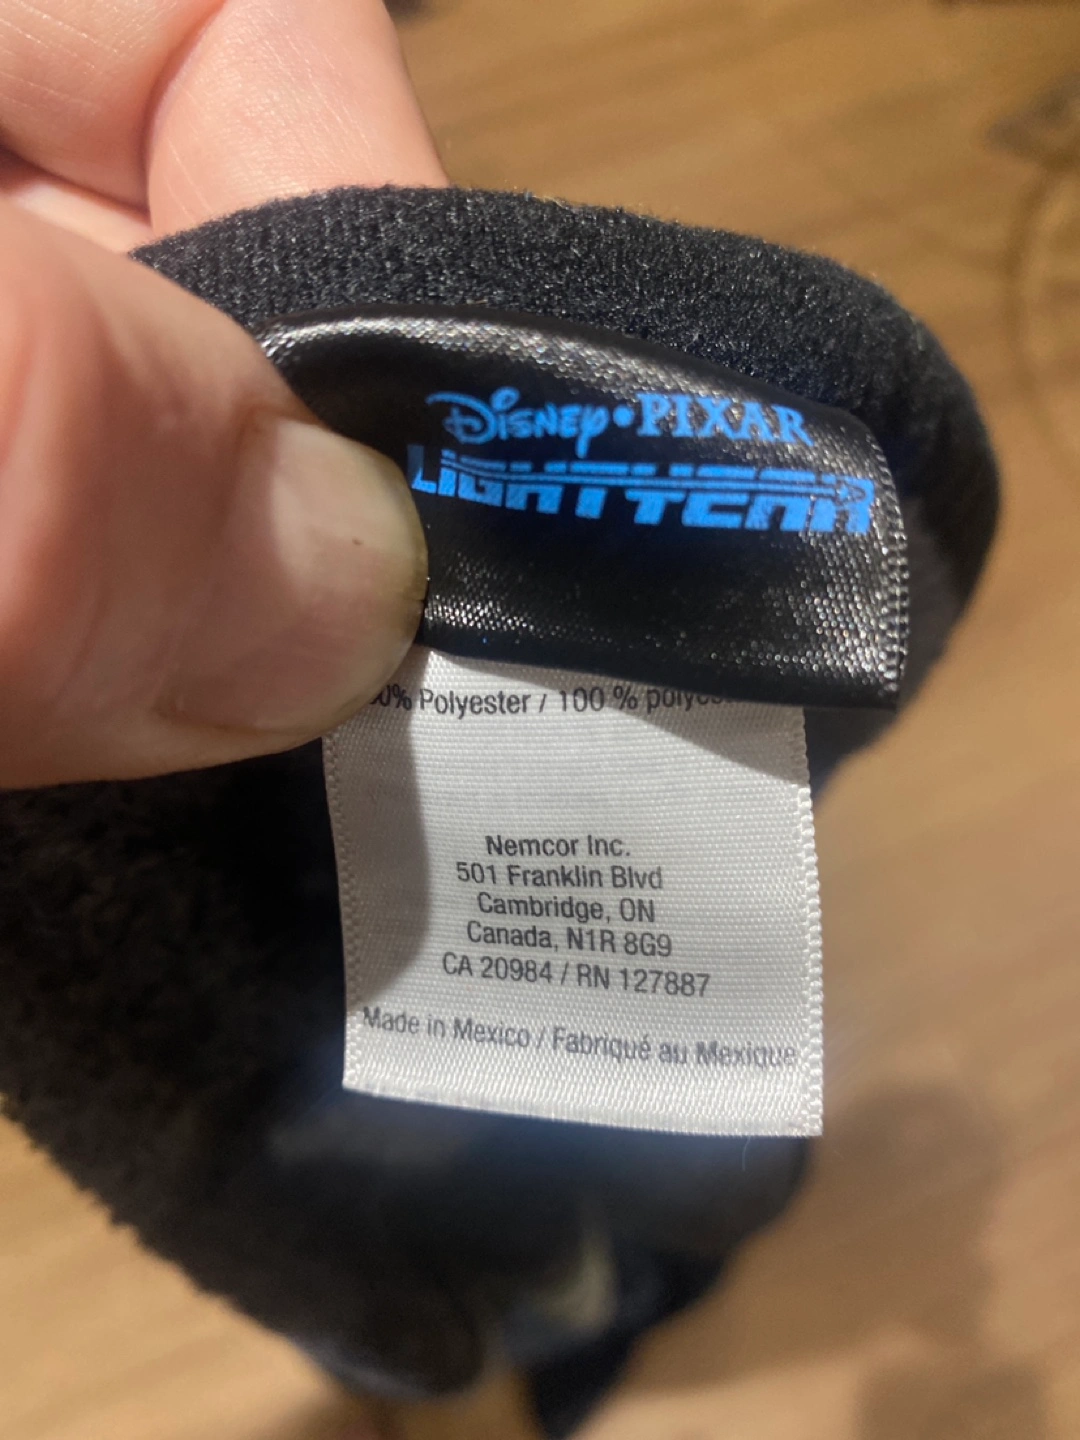 Disney • PIXAR
LIGHTYEAR
% Polyester / 100 %
Nemcor Inc.
501 Franklin Blvd
Cambridge, ON
Canada, N1R 8G9
CA 20984 / RN 127887
Made in Mexico / Fabriqué au Mexique